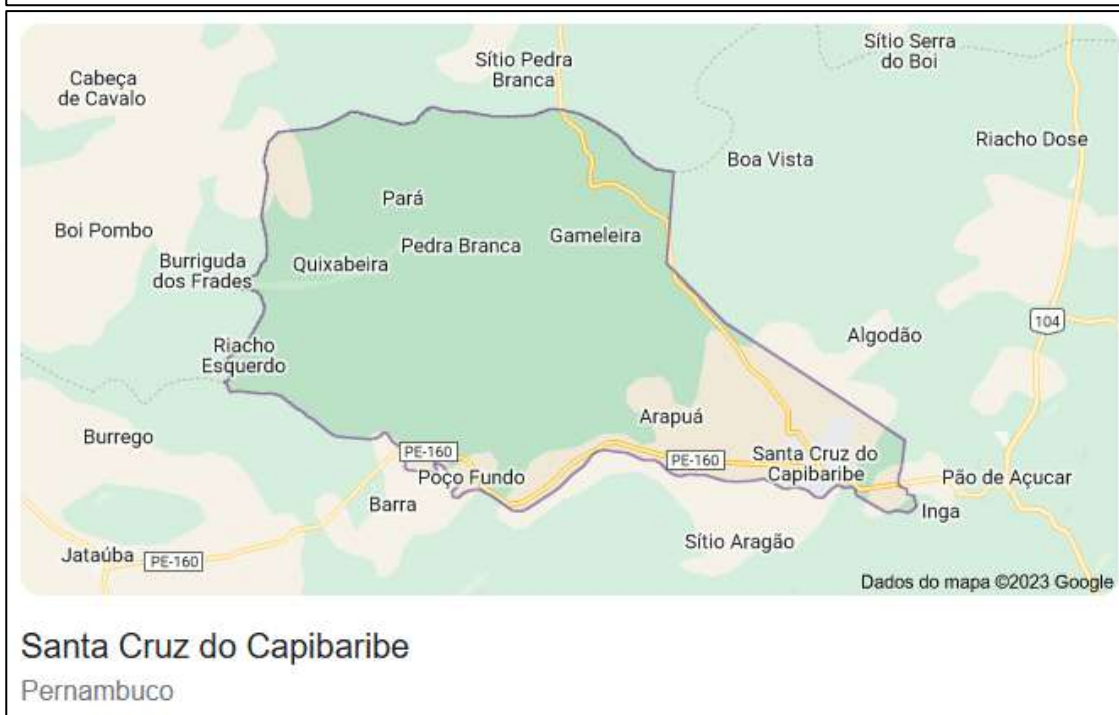 Sítio Pedra
Branca
Sítio Serra
do Boi
Cabeça
de Cavalo
Riacho Dose
Boa Vista
Pará
Boi Pombo
Gameleira
Pedra Branca
Burriguda
dos Frades
Quixabeira
104
Algodão
Riacho
Esquerdo
Arapuá
Burrego
PE-160
PE-160
Santa Cruz do
Capibaribe
Poço Fundo
Pão de Açucar
Barra
Inga
Sítio Aragão
Jataúba
PE-160
Dados do mapa ©2023 Google
Santa Cruz do Capibaribe
Pernambuco